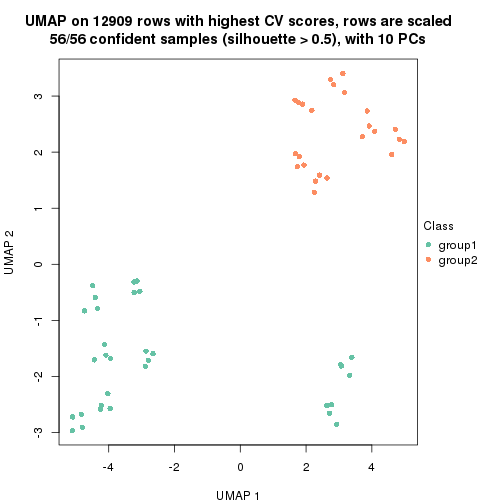 UMAP on 12909 rows with highest CV scores, rows are scaled
56/56 confident samples (silhouette > 0.5), with 10 PCs
3
2
1
0
-1
-2
-3
UMAP 2
-4
-2
0
2
4
UMAP 1
Class
group1
group2